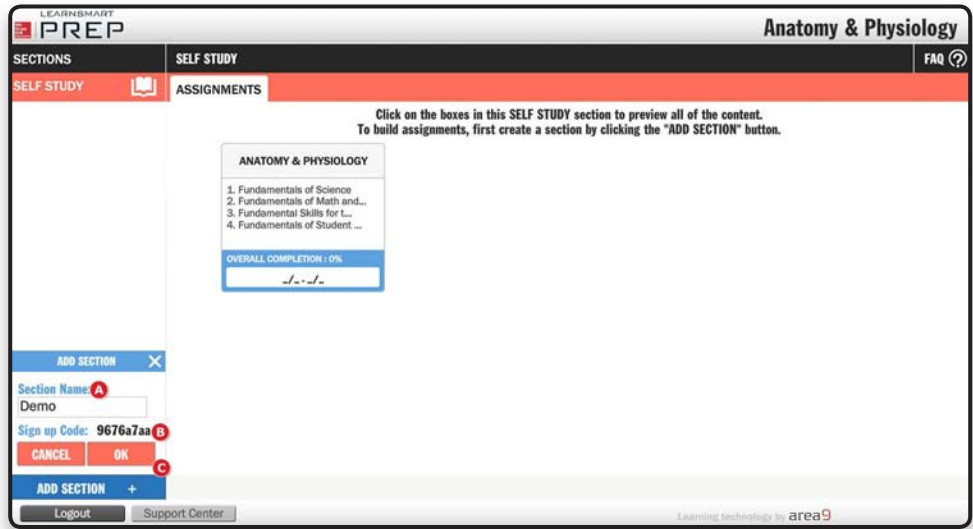 LEARNSMART
PREP
Anatomy & Physiology
SECTIONS
SELF STUDY
FAQ ?
SELF STUDY
ASSIGNMENTS
Click on the boxes in this SELF STUDY section to preview all of the content.
To build assignments, first create a section by clicking the "ADD SECTION" button.
ANATOMY & PHYSIOLOGY
1. Fundamentals of Science
2. Fundamentals of Math and...
3. Fundamental Skills for t...
4. Fundamentals of Student ...
OVERALL COMPLETION : 0%
_/_ - _/_
ADD SECTION X
Section Name: A
Demo
Sign up Code: 9676a7aa B
CANCEL OK
C
ADD SECTION +
Logout Support Center
Learning technology by area9